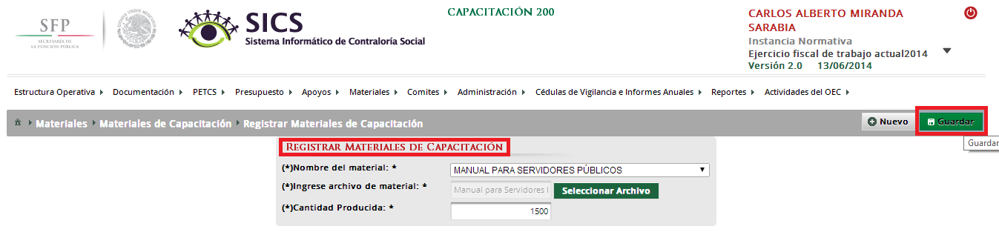 SFP
SECRETARÍA DE
LA FUNCIÓN PÚBLICA
ESTADOS UNIDOS MEXICANOS
SICS
Sistema Informático de Contraloría Social
CAPACITACIÓN 200
CARLOS ALBERTO MIRANDA
SARABIA
Instancia Normativa
Ejercicio fiscal de trabajo actual2014
Versión 2.0 13/06/2014
Estructura Operativa Documentación PETCS Presupuesto Apoyos Materiales Comites Administración Cédulas de Vigilancia e Informes Anuales Reportes Actividades del OEC
Materiales Materiales de Capacitación Registrar Materiales de Capacitación
Nuevo Guardar
Guardar
Registrar Materiales de Capacitación
(*)Nombre del material: * MANUAL PARA SERVIDORES PÚBLICOS
(*)Ingrese archivo de material: * Manual para Servidores Seleccionar Archivo
(*)Cantidad Producida: * 1500